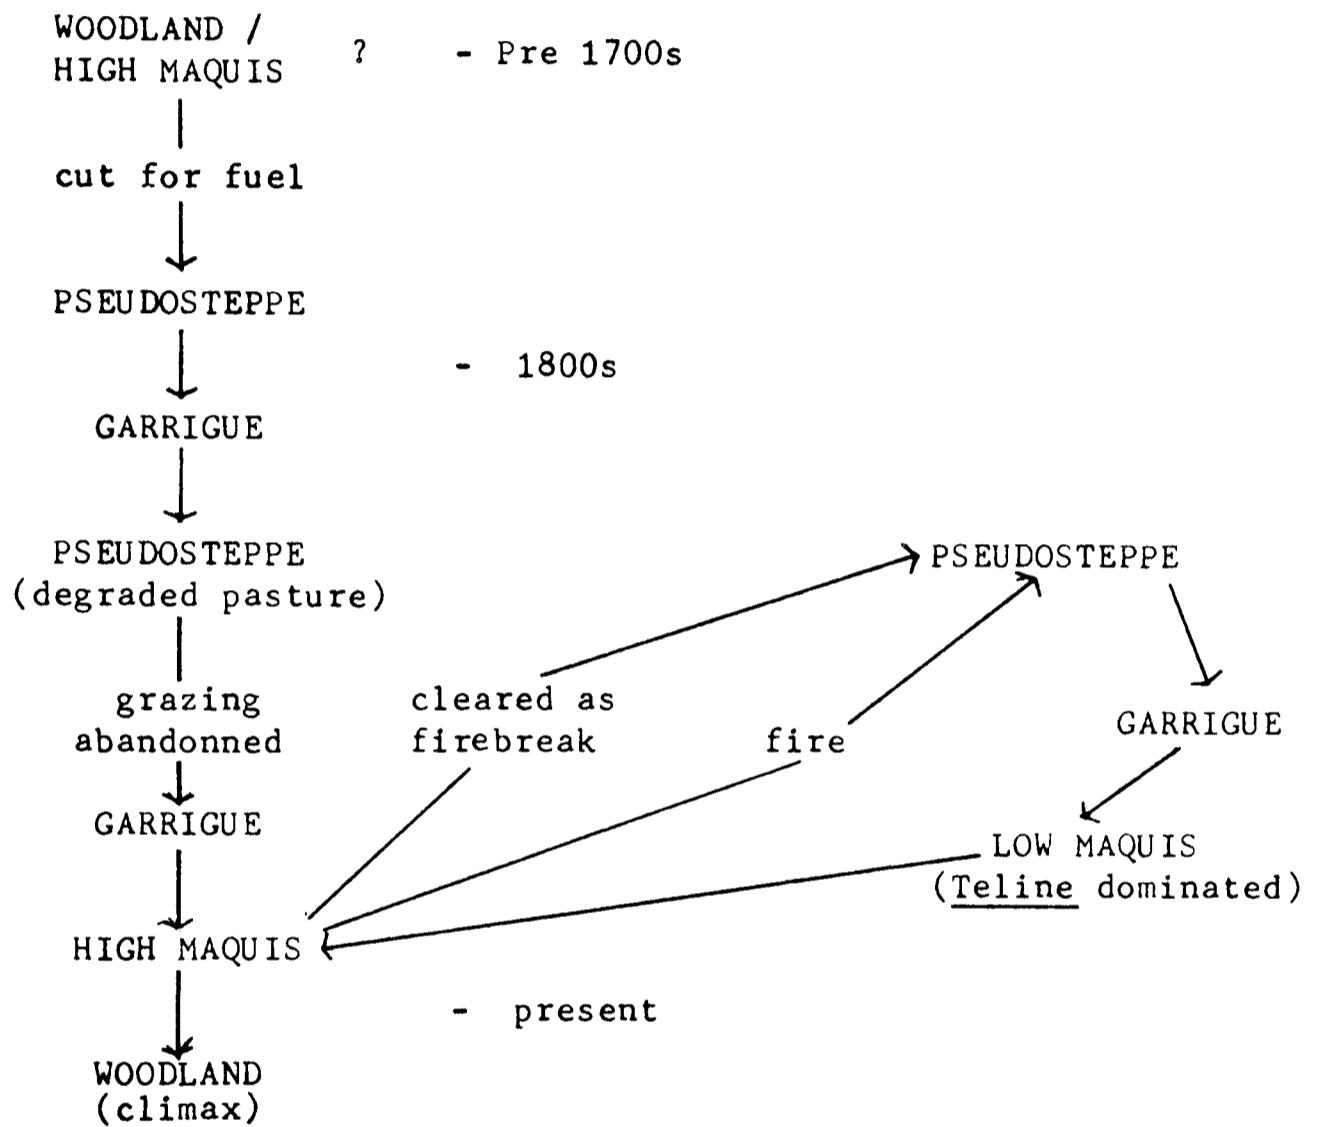 WOODLAND / ? - Pre 1700s
HIGH MAQUIS
cut for fuel
PSEUDOSTEPPE
- 1800s
GARRIGUE
PSEUDOSTEPPE
(degraded pasture)
grazing
abandonned
cleared as
firebreak
fire
PSEUDOSTEPPE
GARRIGUE
LOW MAQUIS
(Teline dominated)
GARRIGUE
HIGH MAQUIS
- present
WOODLAND
(climax)